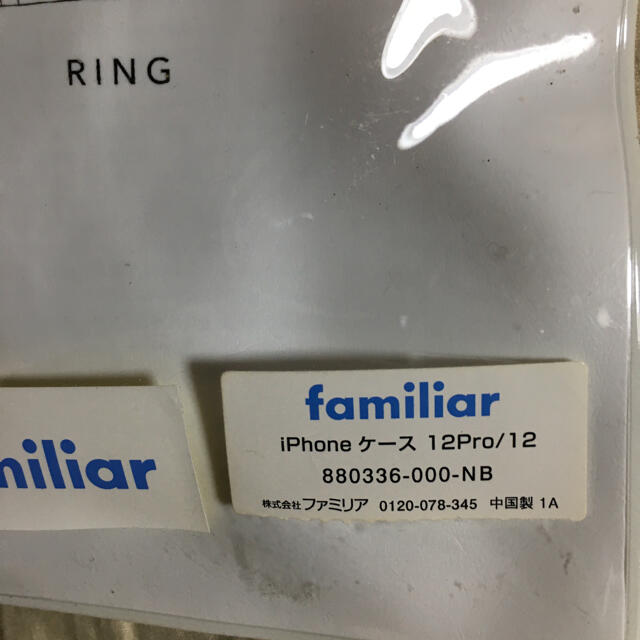 RING
miliar
familiar
iPhone ケース 12Pro/12
880336-000-NB
株式会社 ファミリア 0120-078-345 中国製 1A